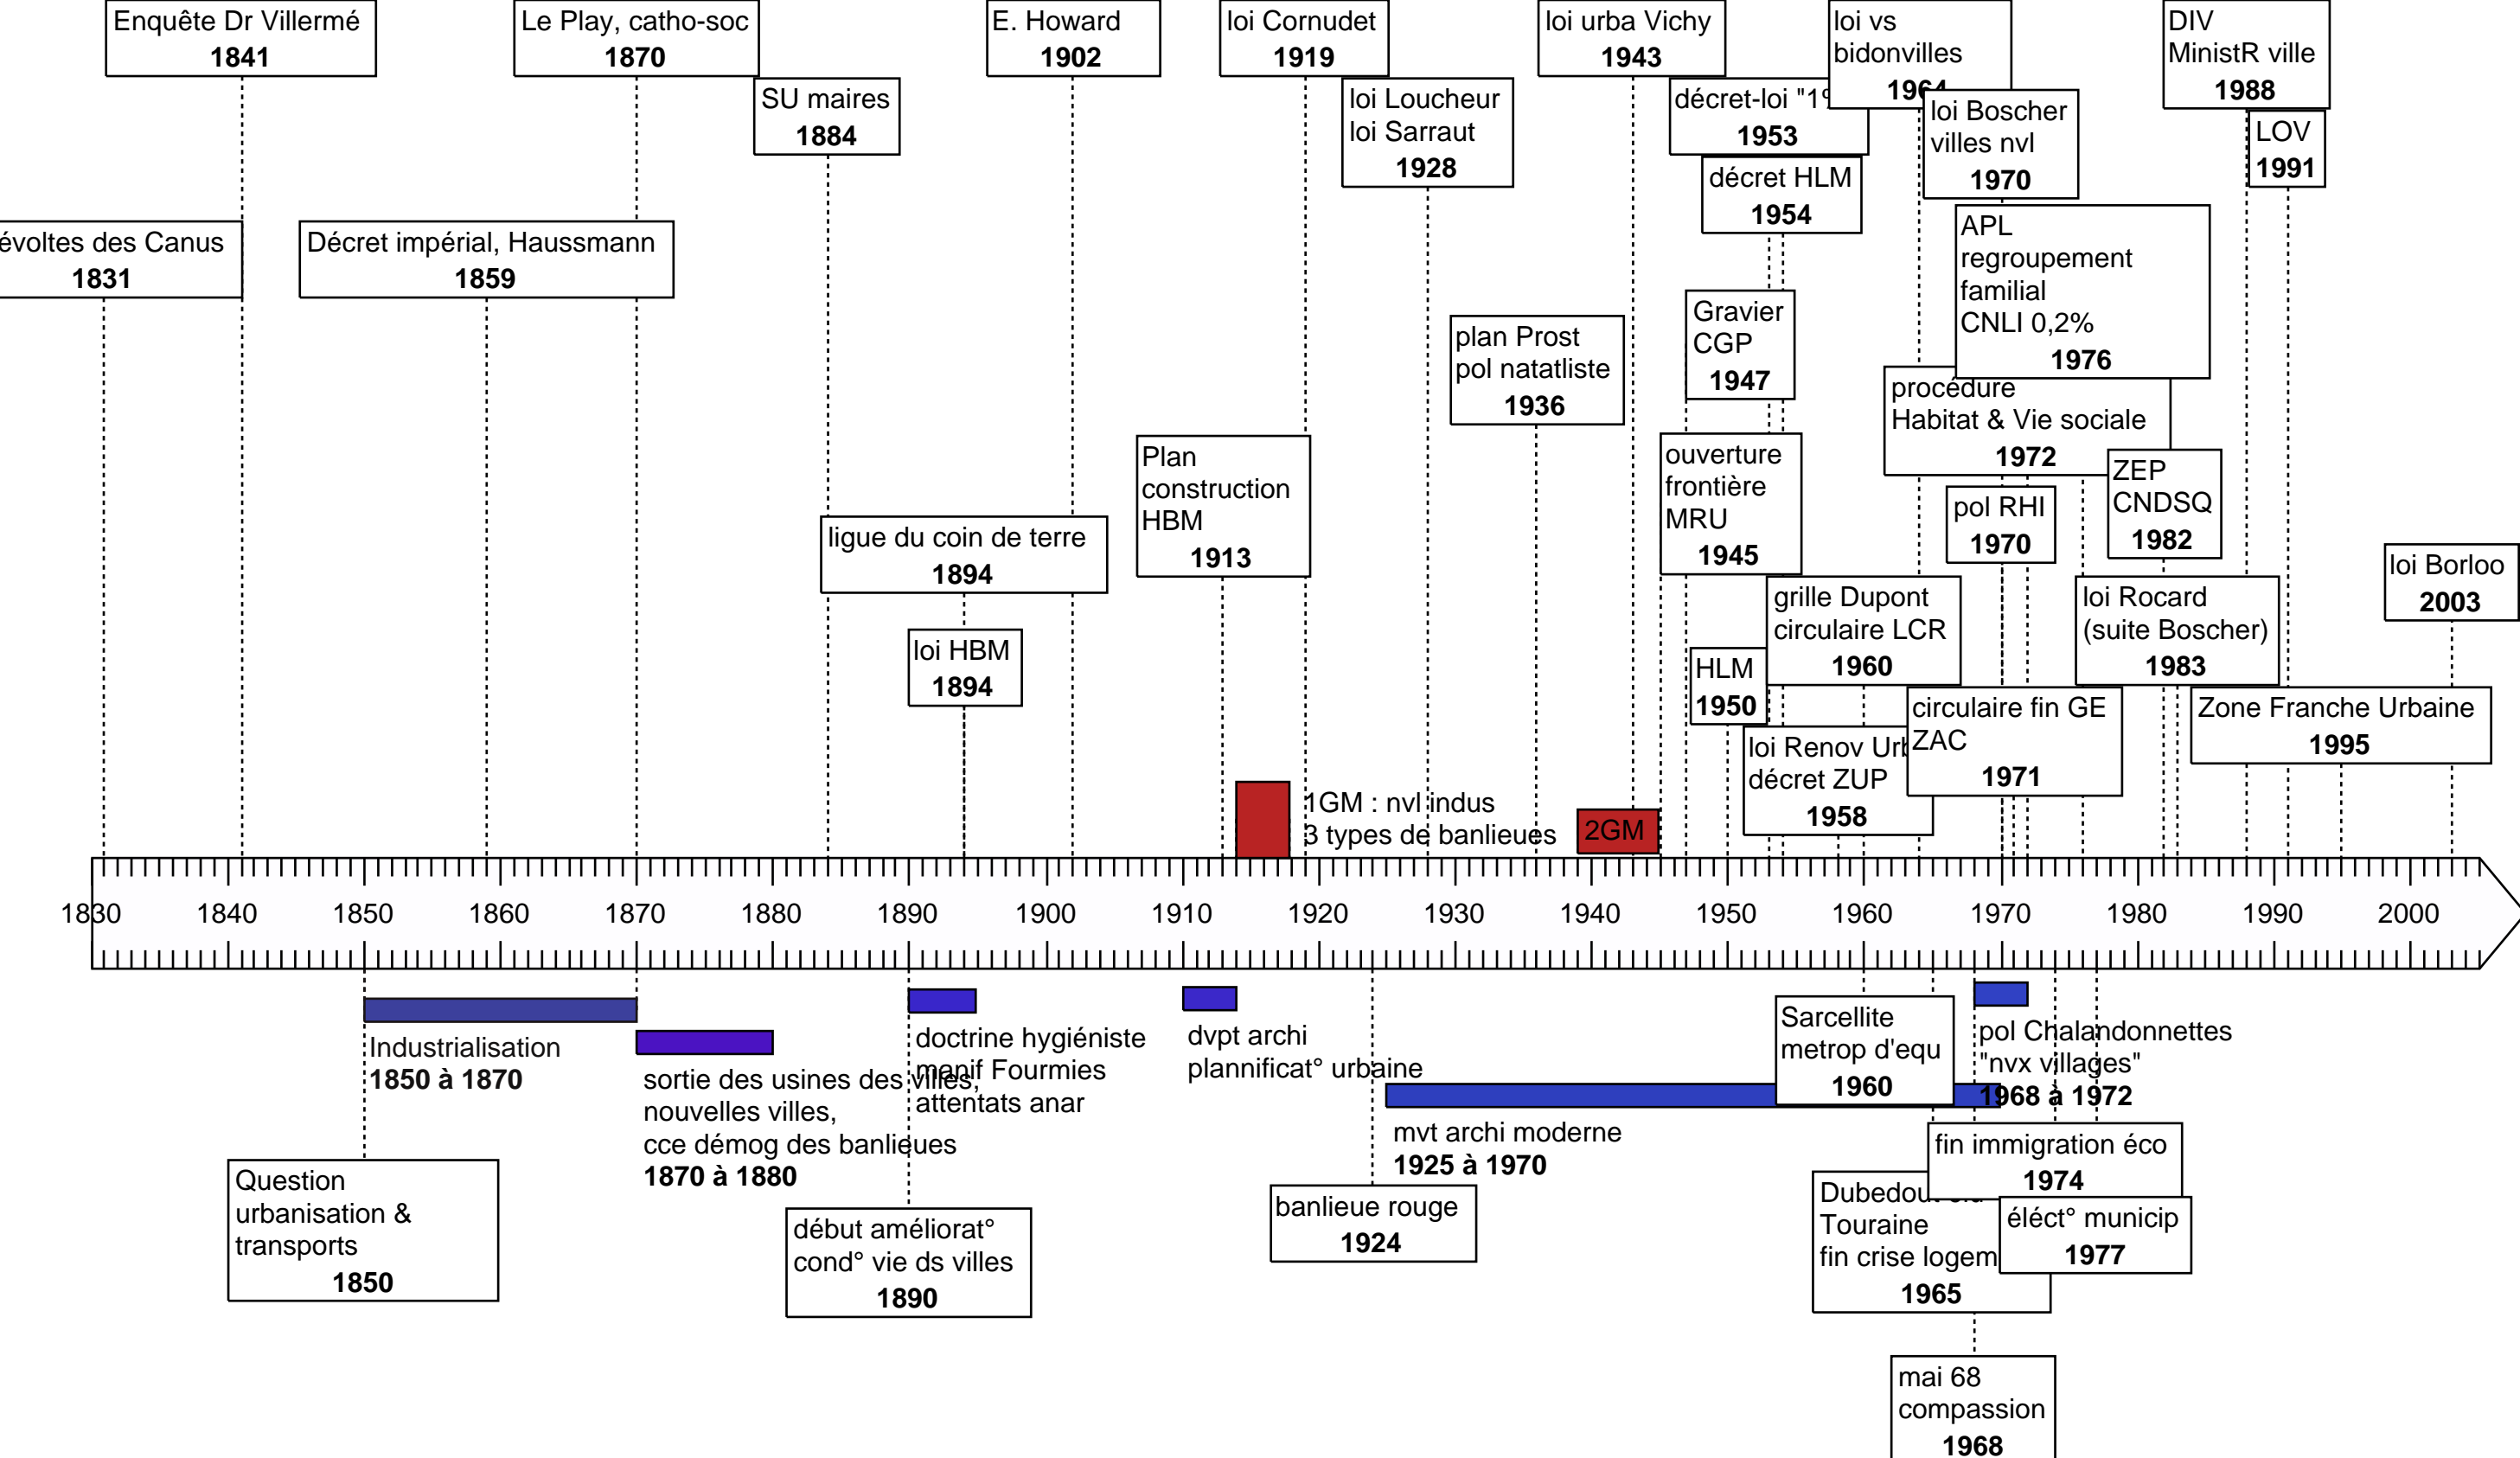 Enquête Dr Villermé
1841
Le Play, catho-soc
1870
E. Howard
1902
loi Cornudet
1919
loi urba Vichy
1943
loi vs
bidonvilles
1964
DIV
MinistR ville
1988
SU maires
1884
loi Loucheur
loi Sarraut
1928
décret-loi "1
1953
loi Boscher
villes nvl
1970
LOV
1991
décret HLM
1954
évoltes des Canus
1831
Décret impérial, Haussmann
1859
APL
regroupement
familial
CNLI 0,2%
1976
Gravier
CGP
1947
plan Prost
pol natatliste
1936
procédure
Habitat & Vie sociale
1972
Plan
construction
HBM
1913
ouverture
frontière
MRU
1945
ZEP
CNDSQ
1982
pol RHI
1970
ligue du coin de terre
1894
loi Borloo
2003
grille Dupont
circulaire LCR
1960
loi Rocard
(suite Boscher)
1983
loi HBM
1894
HLM
1950
circulaire fin GE
ZAC
1971
Zone Franche Urbaine
1995
loi Renov Urb
décret ZUP
1958
1GM : nvl indus
3 types de banlieues
2GM
1830 1840 1850 1860 1870 1880 1890 1900 1910 1920 1930 1940 1950 1960 1970 1980 1990 2000
Industrialisation
1850 à 1870
sortie des usines des villes,
nouvelles villes,
cce démog des banlieues
1870 à 1880
doctrine hygiéniste
manif Fourmies
attentats anar
dvpt archi
plannificat° urbaine
Sarcellite
metrop d'equ
1960
pol Chalandonnettes
"nvx villages"
1968 à 1972
mvt archi moderne
1925 à 1970
fin immigration éco
1974
Question
urbanisation &
transports
1850
début améliorat°
cond° vie ds villes
1890
banlieue rouge
1924
Dubedout
Touraine
fin crise logem
1965
éléct° municip
1977
mai 68
compassion
1968